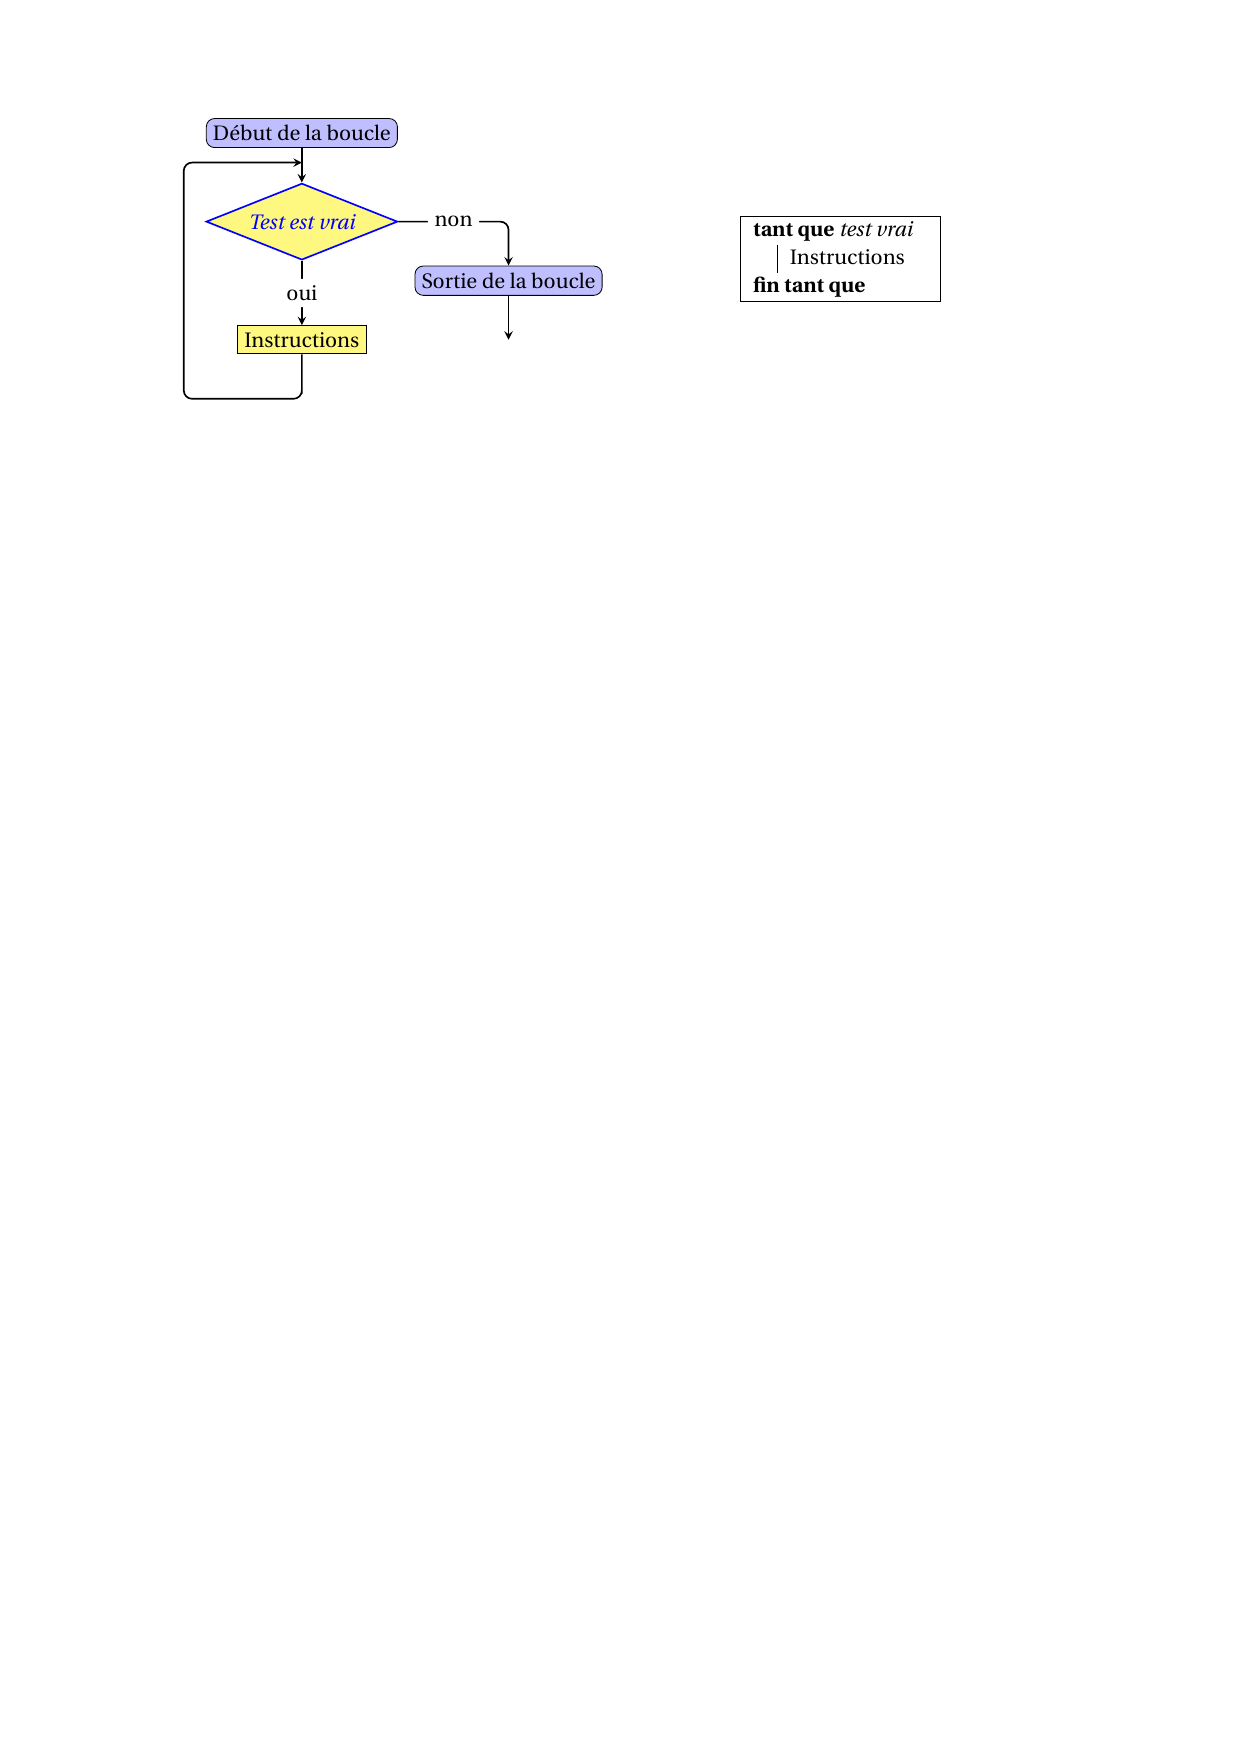 Début de la boucle
Test est vrai
non
oui
Sortie de la boucle
Instructions
tant que test vrai
Instructions
fin tant que